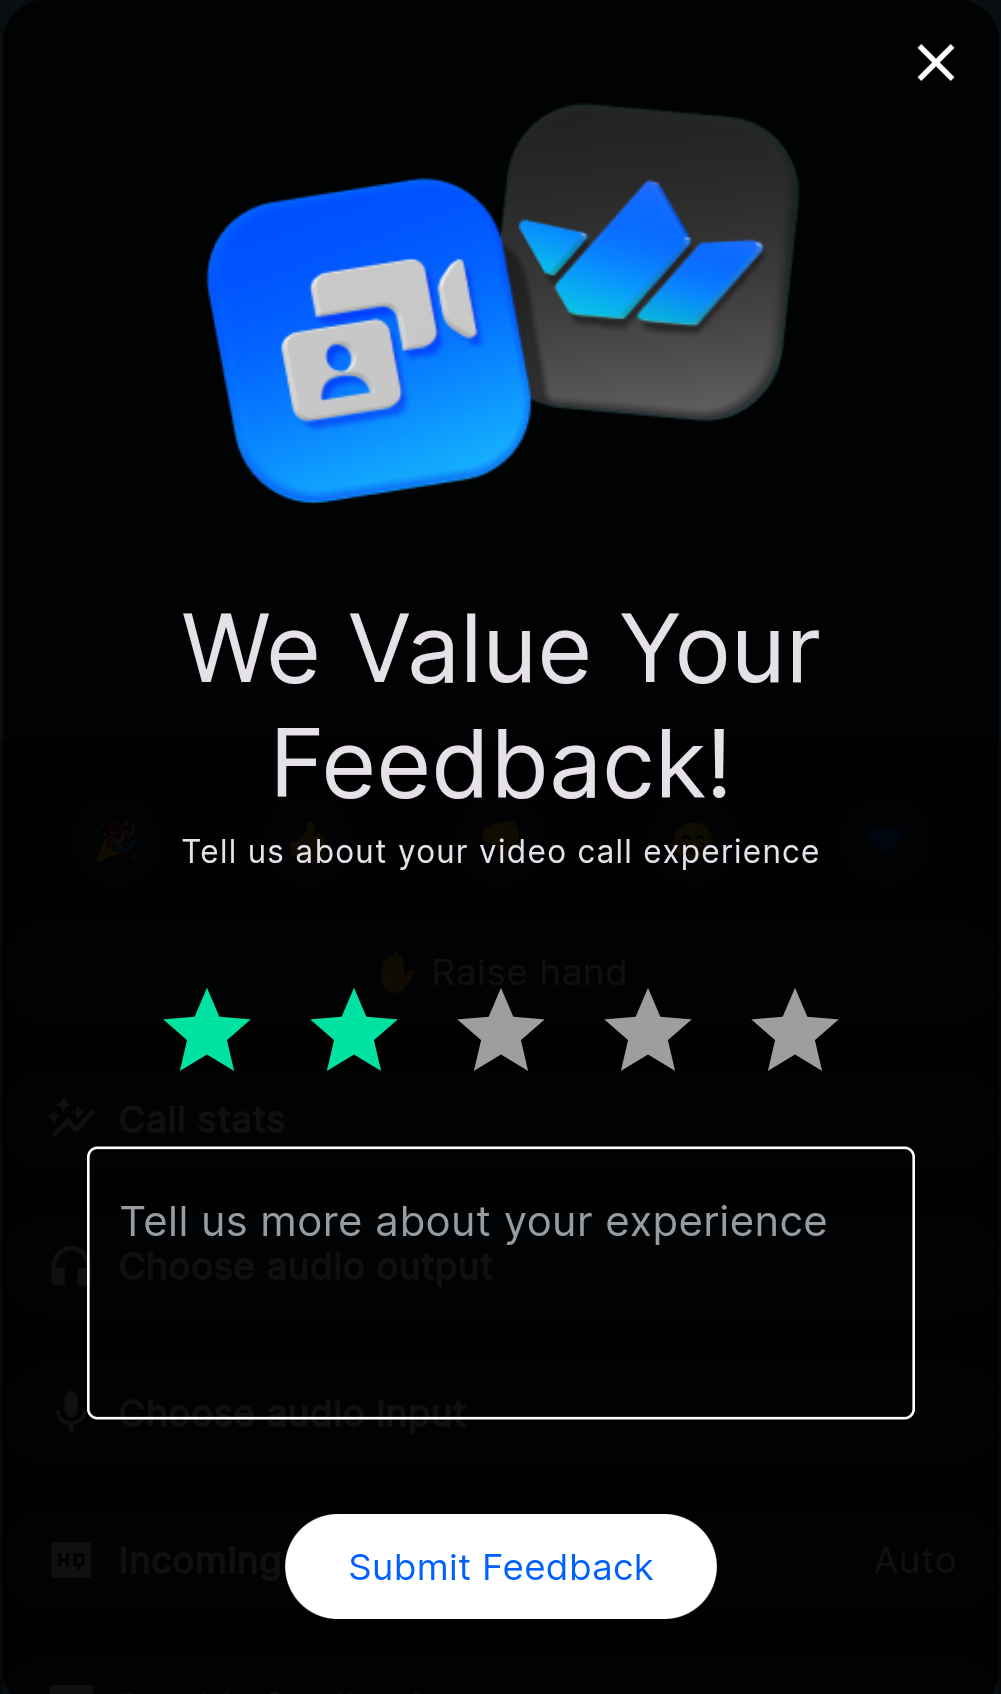 We Value Your
Feedback!
Tell us about your video call experience
Raise hand
Call stats
Tell us more about your experience
Choose audio output
Choose audio input
HQ Incoming Auto
Submit Feedback